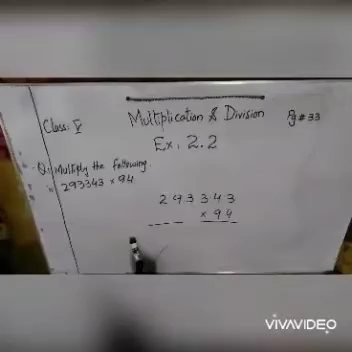 Multiplication & Division
Class: V
Pg # 33
Ex. 2.2
Q: Multiply the following.
293343 × 94
293343
× 94
VIVAVIDEO